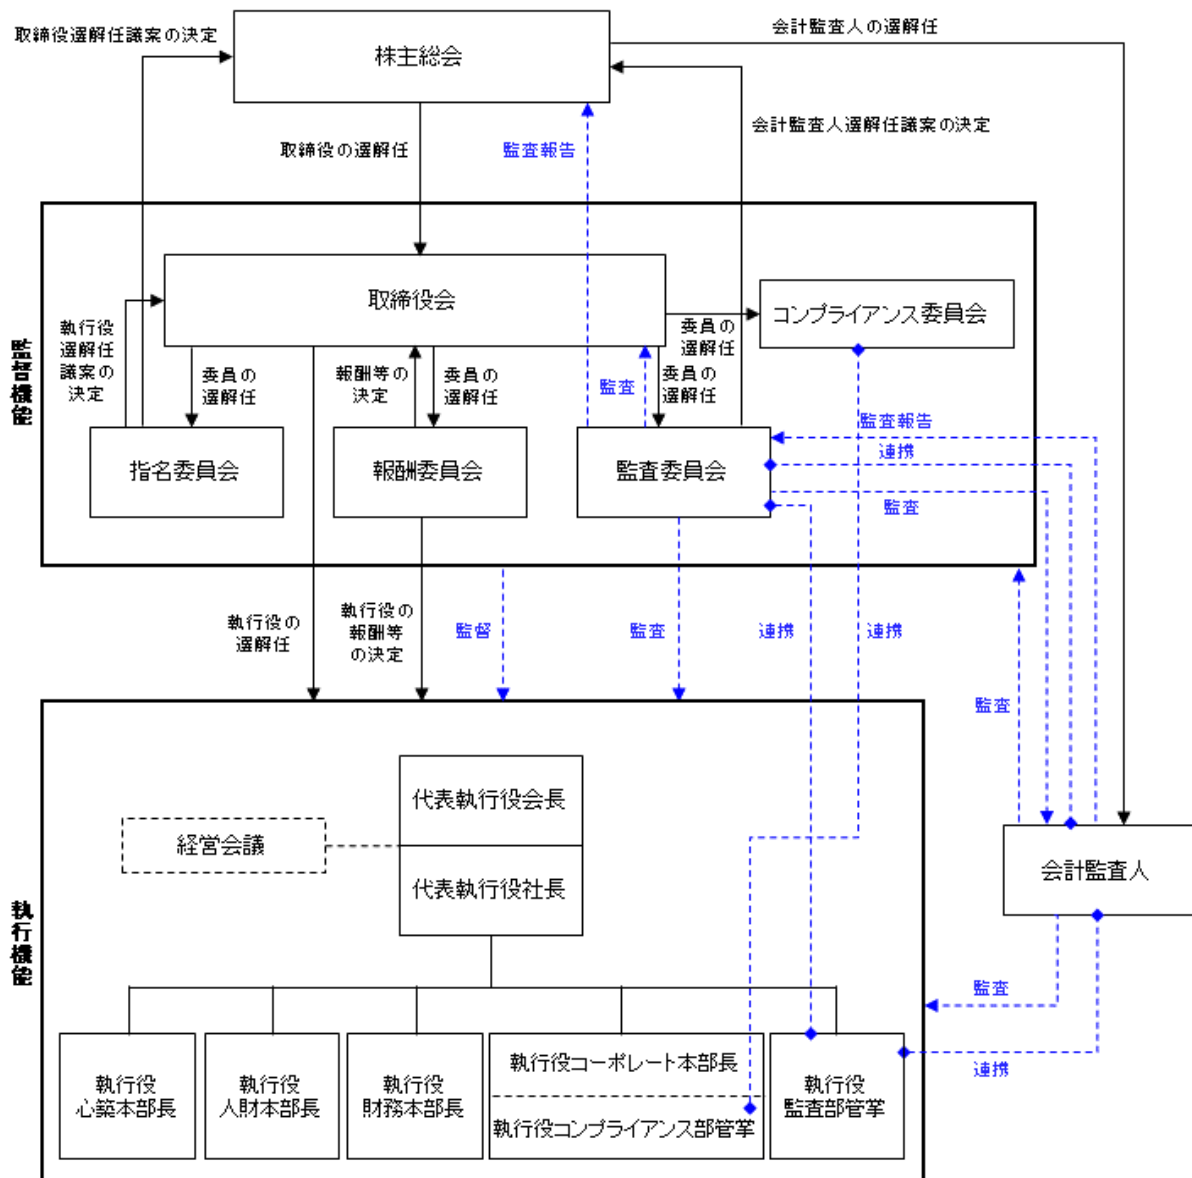 取締役選解任議案の決定
株主総会
会計監査人の選解任
取締役の選解任
監査報告
会計監査人選解任議案の決定
監督機能
取締役会
コンプライアンス委員会
執行役
選解任
議案の
決定
委員の
選解任
報酬等の
決定
委員の
選解任
監査
委員の
選解任
委員の
選解任
指名委員会
報酬委員会
監査委員会
監査報告
連携
監査
執行役の
選解任
執行役の
報酬等
の決定
監督
監査
連携
連携
監査
執行機能
代表執行役会長
経営会議
代表執行役社長
会計監査人
監査
連携
執行役
心築本部長
執行役
人財本部長
執行役
財務本部長
執行役コーポレート本部長
執行役コンプライアンス部管掌
執行役
監査部管掌